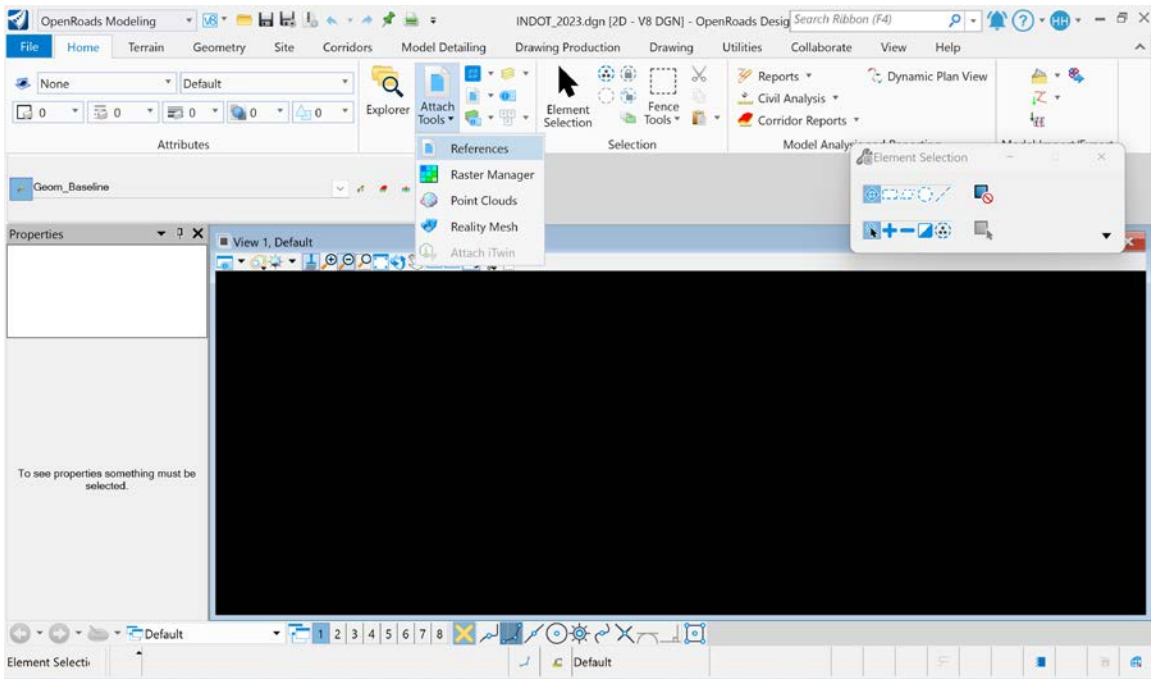 OpenRoads Modeling
INDOT_2023.dgn [2D - V8 DGN] - OpenRoads Desig
Search Ribbon (F4)
HH
File Home Terrain Geometry Site Corridors Model Detailing Drawing Production Drawing Utilities Collaborate View Help
None Default
0 0 0 0 0
Attributes
Explorer
Attach
Tools
Element
Selection
Fence
Tools
Selection
Reports
Civil Analysis
Corridor Reports
Dynamic Plan View
References
Raster Manager
Point Clouds
Reality Mesh
Attach iTwin
Element Selection
Geom_Baseline
Properties
View 1, Default
To see properties something must be
selected.
Default 1 2 3 4 5 6 7 8
Element Selecti
Default